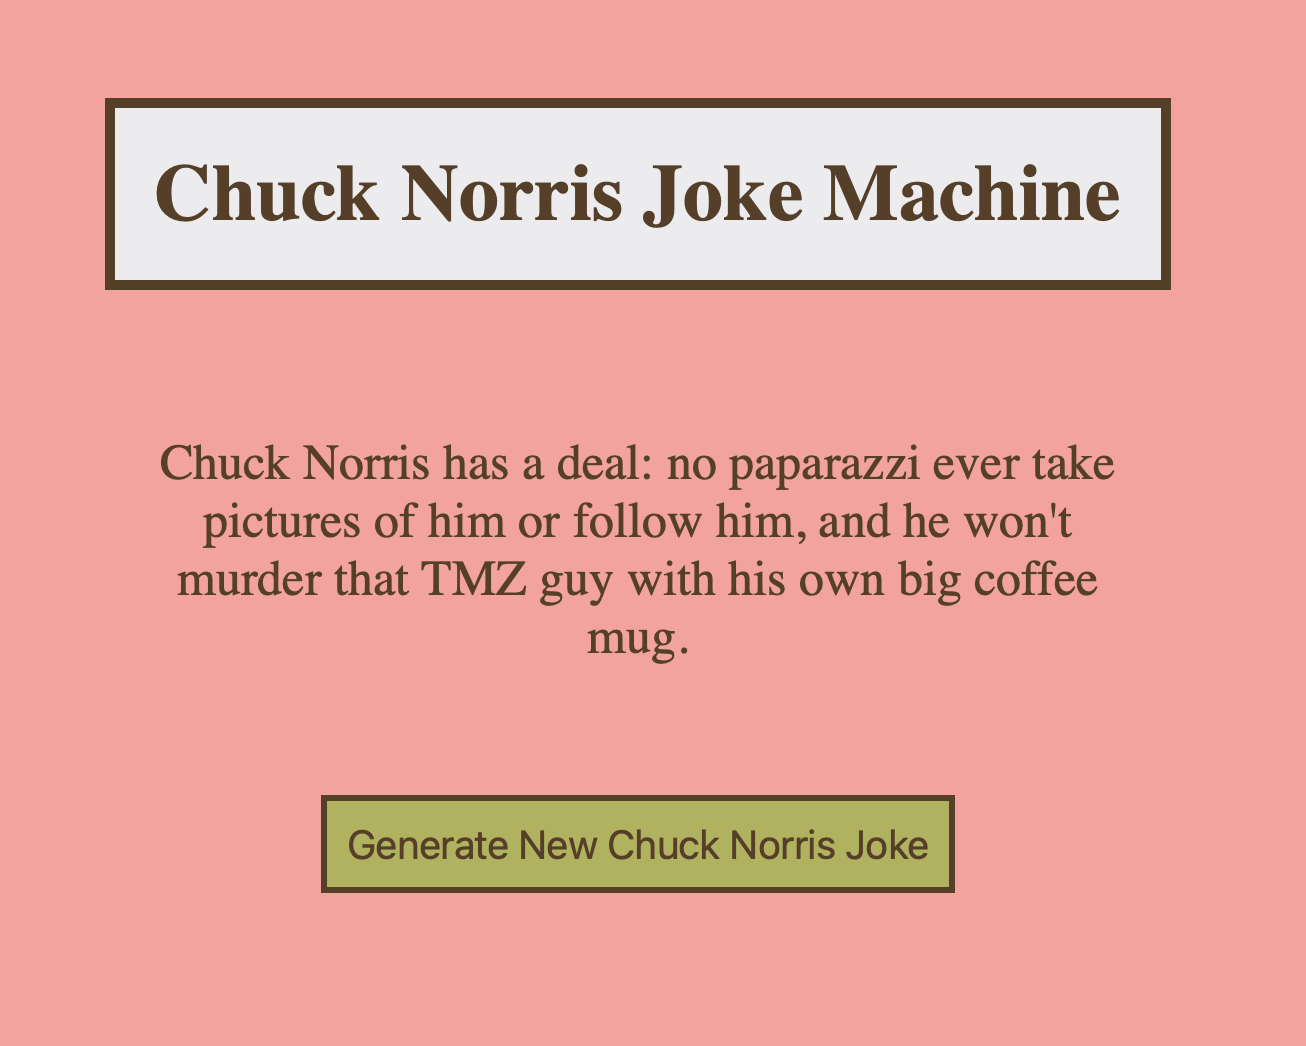 Chuck Norris Joke Machine
Chuck Norris has a deal: no paparazzi ever take
pictures of him or follow him, and he won't
murder that TMZ guy with his own big coffee
mug.
Generate New Chuck Norris Joke